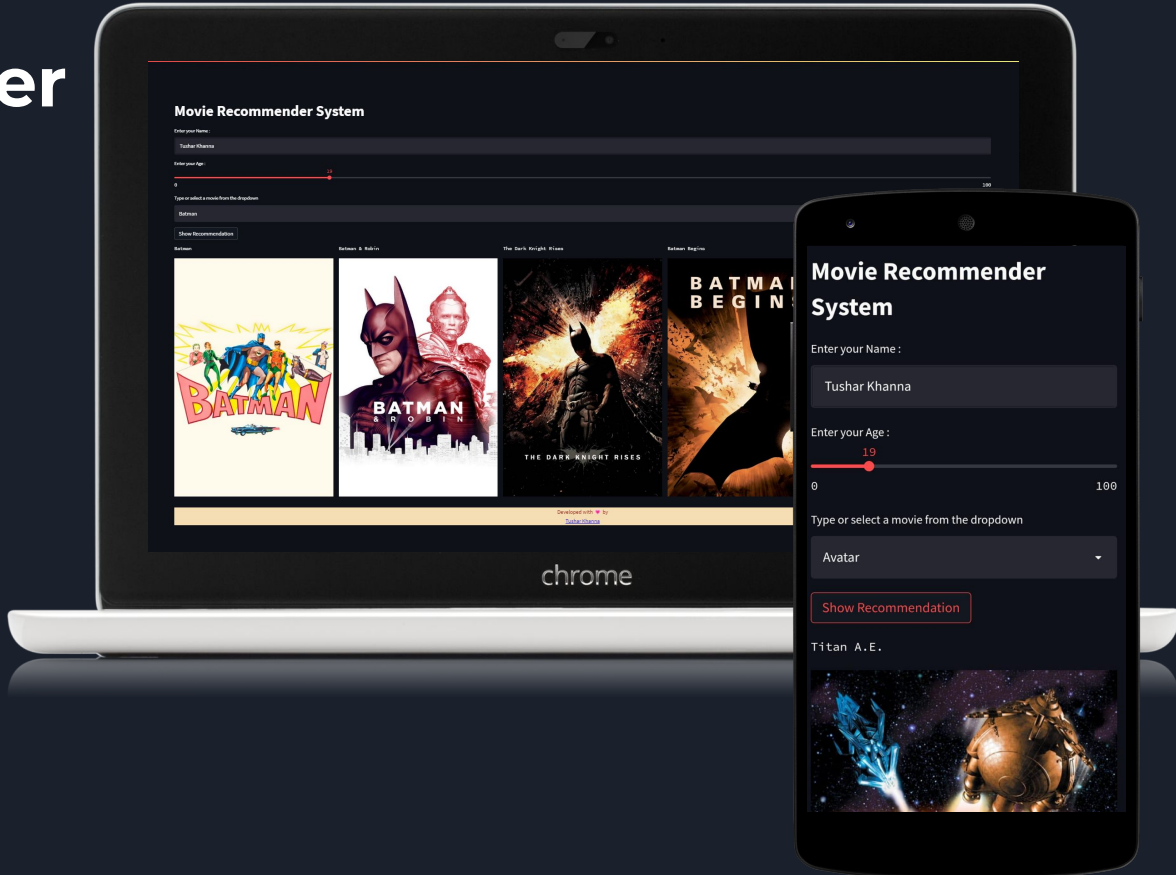 er
Movie Recommender System
Enter your Name :
Tushar Khanna
Enter your Age :
19
0 100
Type or select a movie from the dropdown
Batman
Show Recommendation
Batman Batman & Robin The Dark Knight Rises Batman Begins
BATMAN
BATMAN
& ROBIN
THE DARK KNIGHT RISES
BATMA
BEGIN
Developed with ❤ by
Tushar Khanna
chrome
Movie Recommender
System
Enter your Name :
Tushar Khanna
Enter your Age :
19
0 100
Type or select a movie from the dropdown
Avatar
Show Recommendation
Titan A.E.